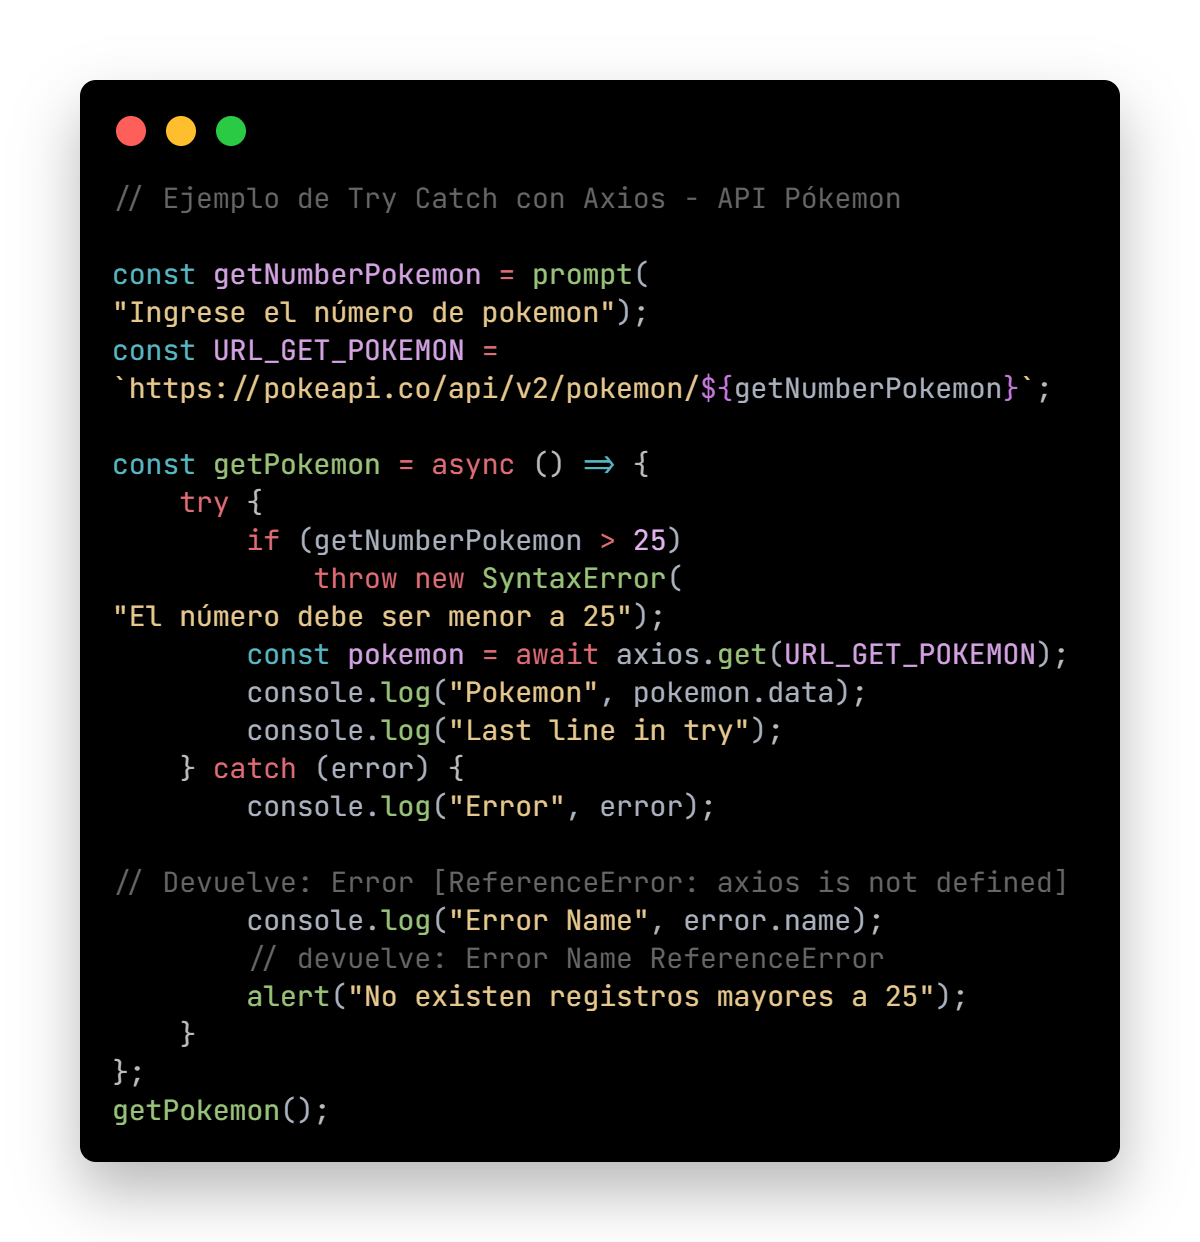 // Ejemplo de Try Catch con Axios - API Pókemon
const getNumberPokemon = prompt(
"Ingrese el número de pokemon");
const URL_GET_POKEMON =
`https://pokeapi.co/api/v2/pokemon/${getNumberPokemon}`;
const getPokemon = async () => {
    try {
        if (getNumberPokemon > 25)
            throw new SyntaxError(
"El número debe ser menor a 25");
        const pokemon = await axios.get(URL_GET_POKEMON);
        console.log("Pokemon", pokemon.data);
        console.log("Last line in try");
    } catch (error) {
        console.log("Error", error);
// Devuelve: Error [ReferenceError: axios is not defined]
        console.log("Error Name", error.name);
        // devuelve: Error Name ReferenceError
        alert("No existen registros mayores a 25");
    }
};
getPokemon();